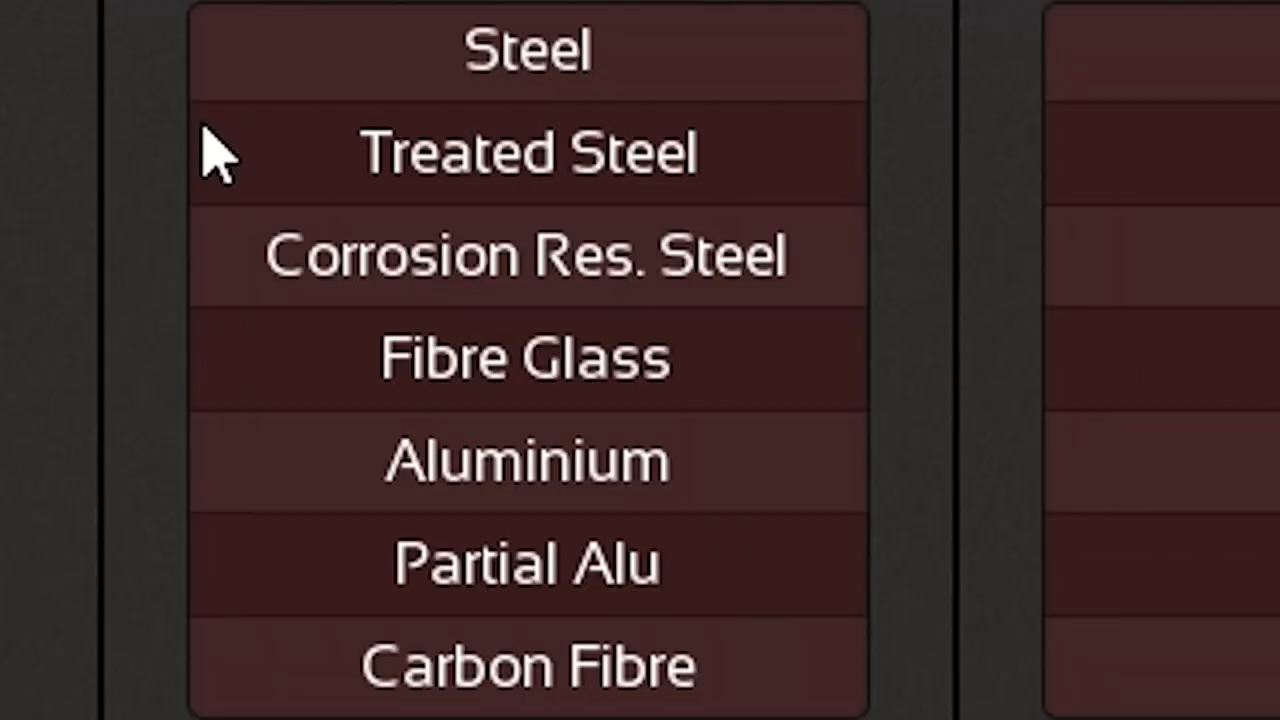 Steel
Treated Steel
Corrosion Res. Steel
Fibre Glass
Aluminium
Partial Alu
Carbon Fibre